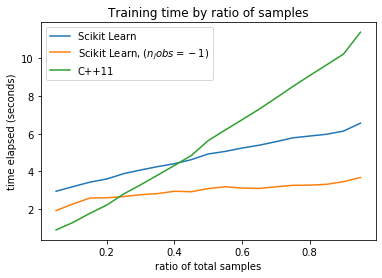 Training time by ratio of samples
Scikit Learn
Scikit Learn, (n_jobs = −1)
C++11
time elapsed (seconds)
10
8
6
4
2
0.2
0.4
0.6
0.8
ratio of total samples